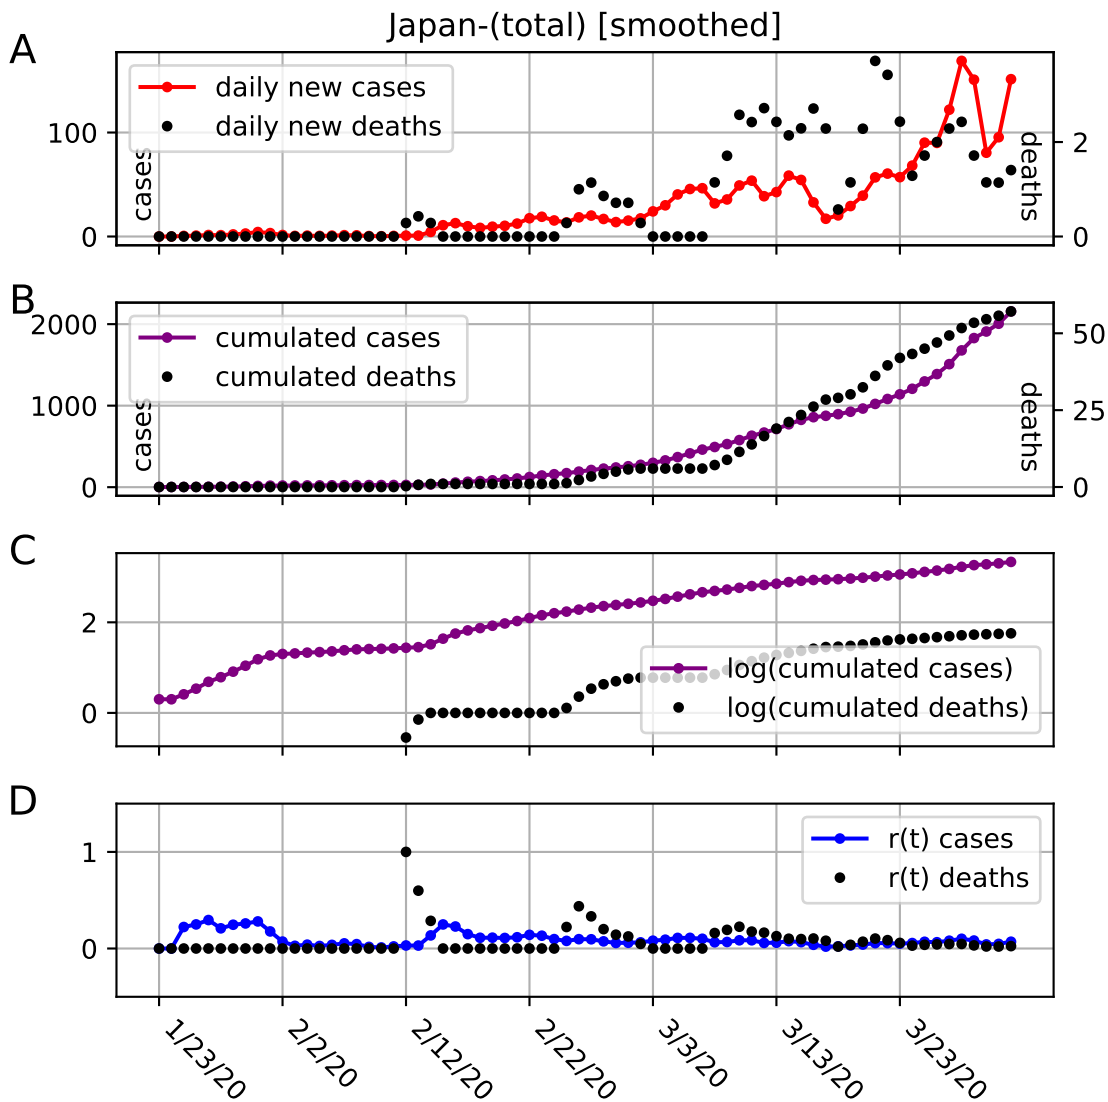 Japan-(total) [smoothed]
A
daily new cases
daily new deaths
100
0
cases
2
0
deaths
B
cumulated cases
cumulated deaths
2000
1000
0
cases
50
25
0
deaths
C
2
0
log(cumulated cases)
log(cumulated deaths)
D
1
0
r(t) cases
r(t) deaths
1/23/20
2/2/20
2/12/20
2/22/20
3/3/20
3/13/20
3/23/20